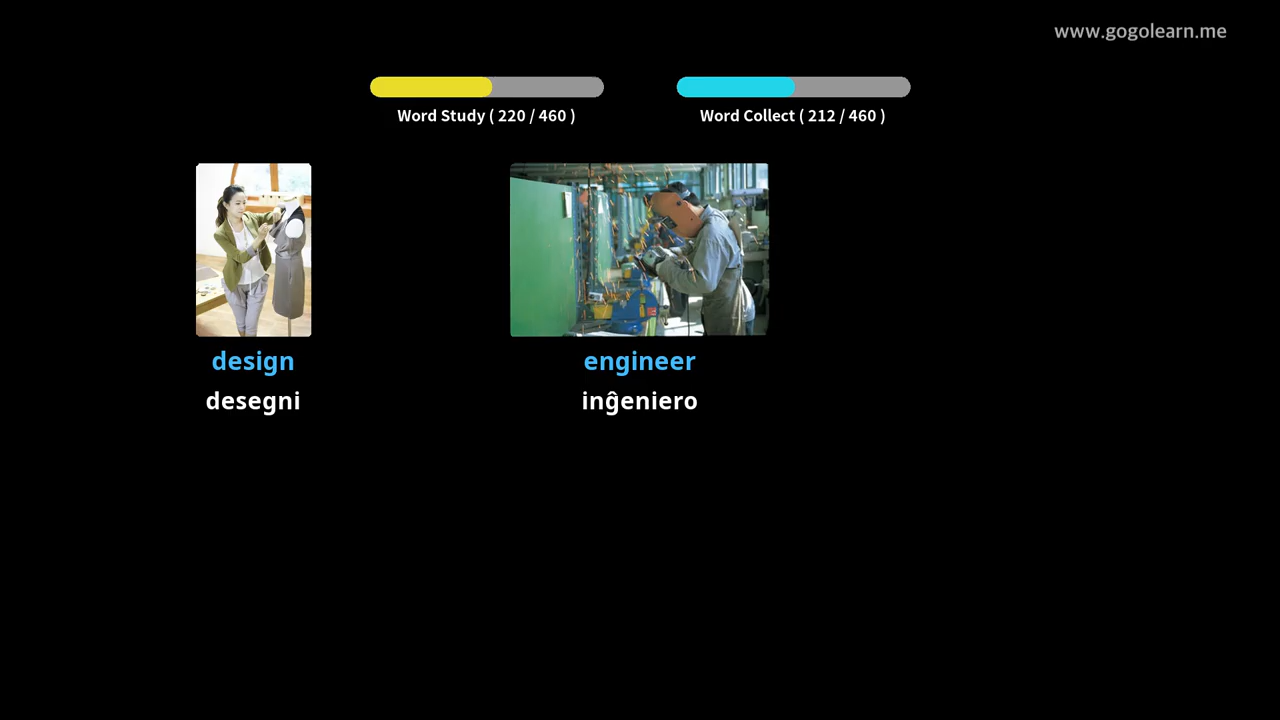 www.gogolearn.me
Word Study ( 220 / 460 )
Word Collect ( 212 / 460 )
design
engineer
desegni
inĝeniero